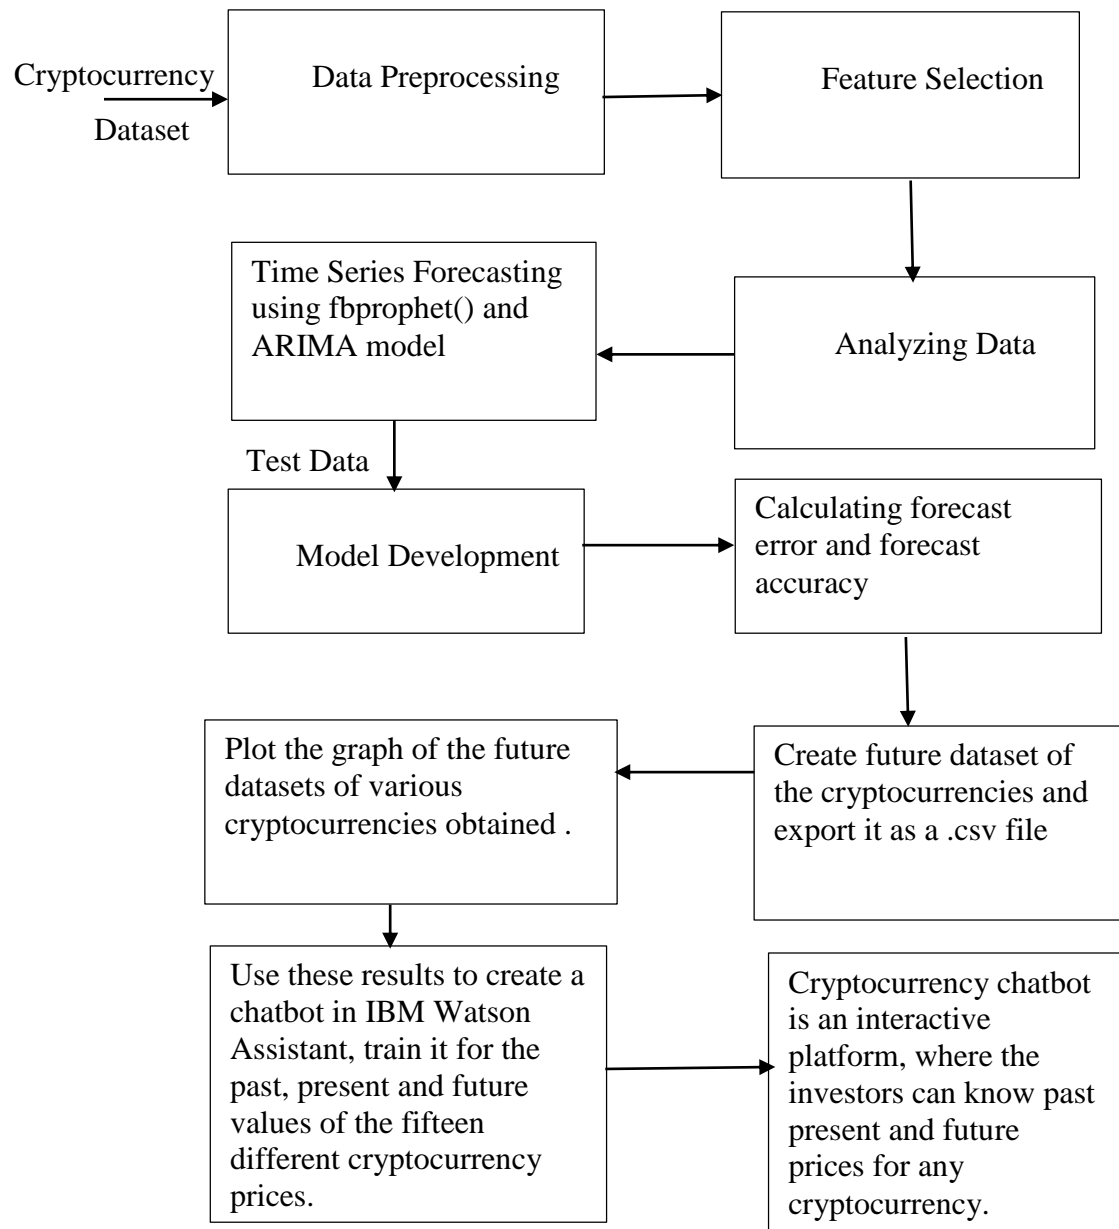 Cryptocurrency
Dataset
Data Preprocessing
Feature Selection
Analyzing Data
Time Series Forecasting
using fbprophet() and
ARIMA model
Test Data
Model Development
Calculating forecast
error and forecast
accuracy
Create future dataset of
the cryptocurrencies and
export it as a .csv file
Plot the graph of the future
datasets of various
cryptocurrencies obtained .
Use these results to create a
chatbot in IBM Watson
Assistant, train it for the
past, present and future
values of the fifteen
different cryptocurrency
prices.
Cryptocurrency chatbot
is an interactive
platform, where the
investors can know past
present and future
prices for any
cryptocurrency.